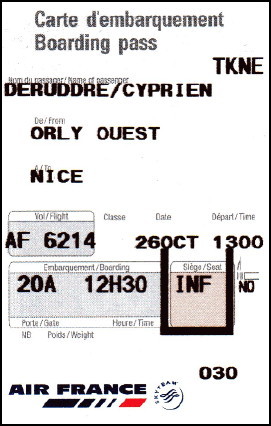 Carte d'embarquement
Boarding pass
TKNE
Nom du passager/Name of passenger
DERUDDRE/CYPRIEN
De/From
ORLY OUEST
A/To
NICE
Vol/Flight Classe Date Départ/Time
AF 6214 26OCT 1300
Embarquement/Boarding Siège/Seat
20A 12H30 INF NO
Porte/Gate Heure/Time
NB Poids/Weight
030
AIR FRANCE SKYTEAM